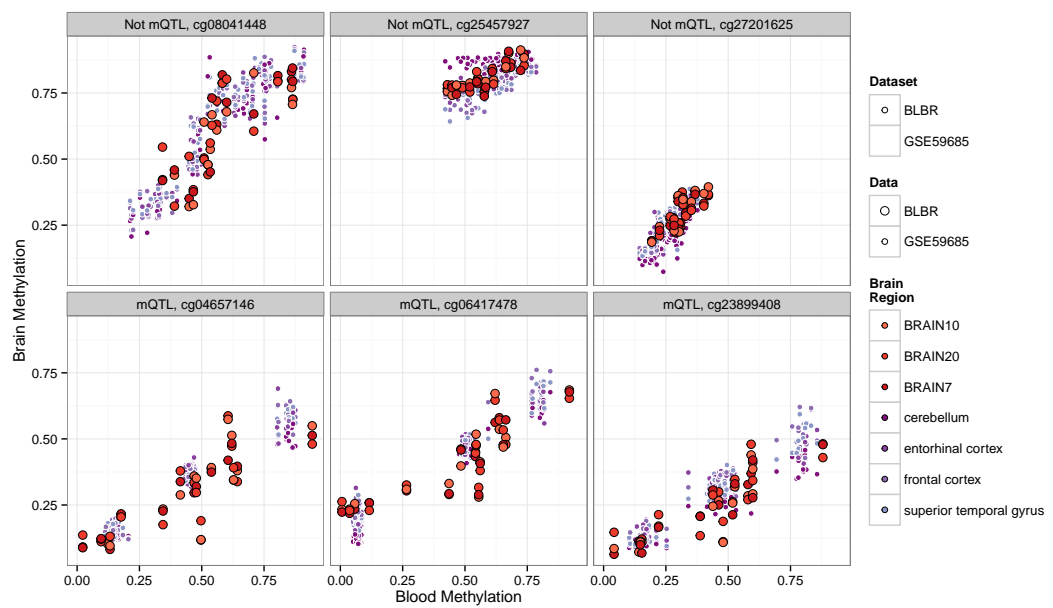 Not mQTL, cg08041448
Not mQTL, cg25457927
Not mQTL, cg27201625
0.75
0.50
0.25
Brain Methylation
mQTL, cg04657146
mQTL, cg06417478
mQTL, cg23899408
0.75
0.50
0.25
0.00 0.25 0.50 0.75
0.00 0.25 0.50 0.75
0.00 0.25 0.50 0.75
Blood Methylation
Dataset
BLBR
GSE59685
Data
BLBR
GSE59685
Brain
Region
BRAIN10
BRAIN20
BRAIN7
cerebellum
entorhinal cortex
frontal cortex
superior temporal gyrus